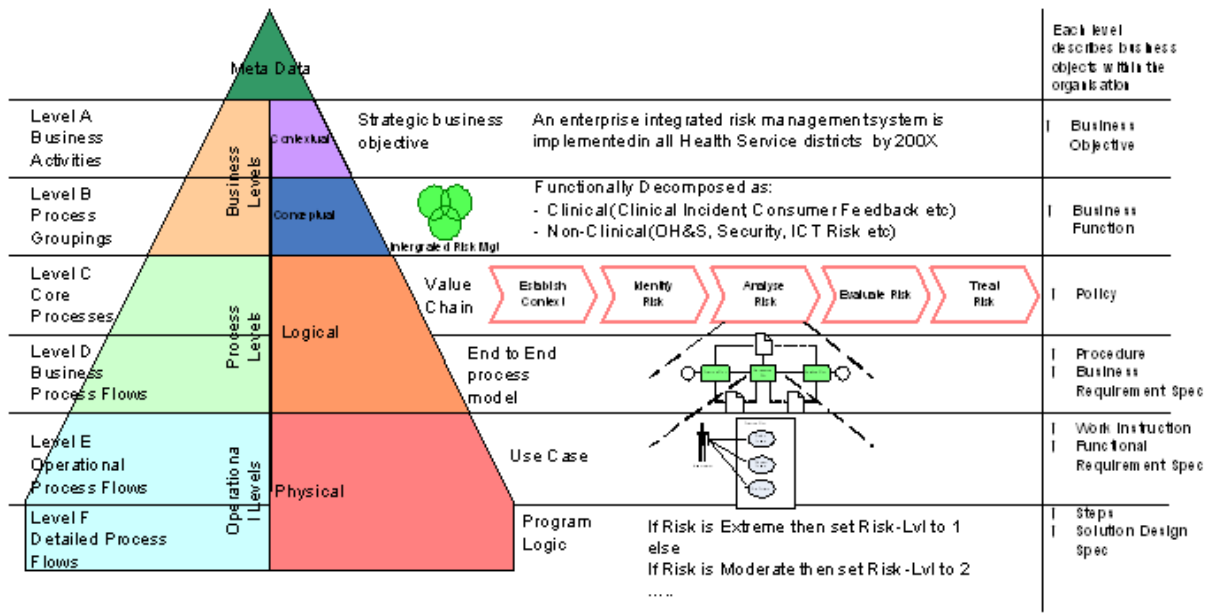 Meta Data
Each level
describes business
objects within the
organisation
Level A
Business
Activities
Business
Levels
Contextual
Strategic business
objective
An enterprise integrated risk managementsystem is
implementedin all Health Service districts by 200X
| Business
Objective
Level B
Process
Groupings
Conceptual
Intergrated Risk Mgt
Functionally Decomposed as:
- Clinical(Clinical Incident, Consumer Feedback etc)
- Non-Clinical(OH&S, Security, ICT Risk etc)
| Business
Function
Level C
Core
Processes
Process
Levels
Logical
Value
Chain
Establish
Context
Identify
Risk
Analyse
Risk
Evaluate Risk
Treat
Risk
| Policy
Level D
Business
Process Flows
End to End
process
model
| Procedure
| Business
Requirement Spec
Level E
Operational
Process Flows
Operationa
l Levels
Physical
Use Case
| Work Instruction
| Functional
Requirement Spec
Level F
Detailed Process
Flows
Program
Logic
If Risk is Extreme then set Risk-Lvl to 1
else
If Risk is Moderate then set Risk-Lvl to 2
.....
| Steps
| Solution Design
Spec